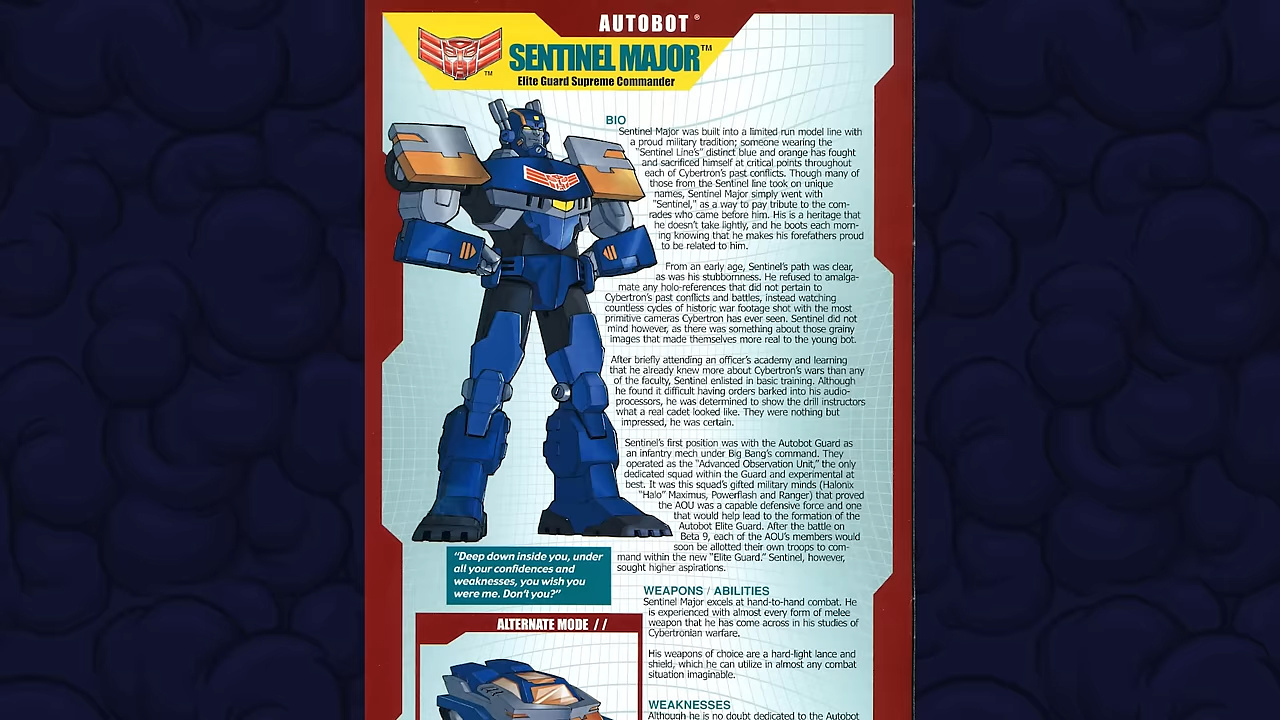 AUTOBOT®
SENTINEL MAJOR™
TM
Elite Guard Supreme Commander
BIO
Sentinel Major was built into a limited run model line with
a proud military tradition; someone wearing the
"Sentinel Line's" distinct blue and orange has fought
and sacrificed himself at critical points throughout
each of Cybertron's past conflicts. Though many of
those from the Sentinel line took on unique
names, Sentinel Major simply went with
"Sentinel," as a way to pay tribute to the com-
rades who came before him. His is a heritage that
he doesn't take lightly, and he boots each morn-
ing knowing that he makes his forefathers proud
to be related to him.
From an early age, Sentinel's path was clear,
as was his stubbornness. He refused to amalga-
mate any holo-references that did not pertain to
Cybertron's past conflicts and battles, instead watching
countless cycles of historic war footage shot with the most
primitive cameras Cybertron has ever seen. Sentinel did not
mind however, as there was something about those grainy
images that made themselves more real to the young bot.
After briefly attending an officer's academy and learning
that he already knew more about Cybertron's wars than any
of the faculty, Sentinel enlisted in basic training. Although
he found it difficult having orders barked into his audio-
processors, he was determined to show the drill instructors
what a real cadet looked like. They were nothing but
impressed, he was certain.
Sentinel's first position was with the Autobot Guard as
an infantry mech under Big Bang's command. They
operated as the "Advanced Observation Unit," the only
dedicated squad within the Guard and experimental at
best. It was this squad's gifted military minds (Halonix
"Halo" Maximus, Powerflash and Ranger) that proved
the AOU was a capable defensive force and one
that would help lead to the formation of the
Autobot Elite Guard. After the battle on
Beta 9, each of the AOU's members would
soon be allotted their own troops to com-
mand within the new "Elite Guard." Sentinel, however,
sought higher aspirations.
"Deep down inside you, under
all your confidences and
weaknesses, you wish you
were me. Don't you?"
WEAPONS / ABILITIES
Sentinel Major excels at hand-to-hand combat. He
is experienced with almost every form of melee
weapon that he has come across in his studies of
Cybertronian warfare.
His weapons of choice are a hard-light lance and
shield, which he can utilize in almost any combat
situation imaginable.
ALTERNATE MODE //
WEAKNESSES
Although he is no doubt dedicated to the Autobot